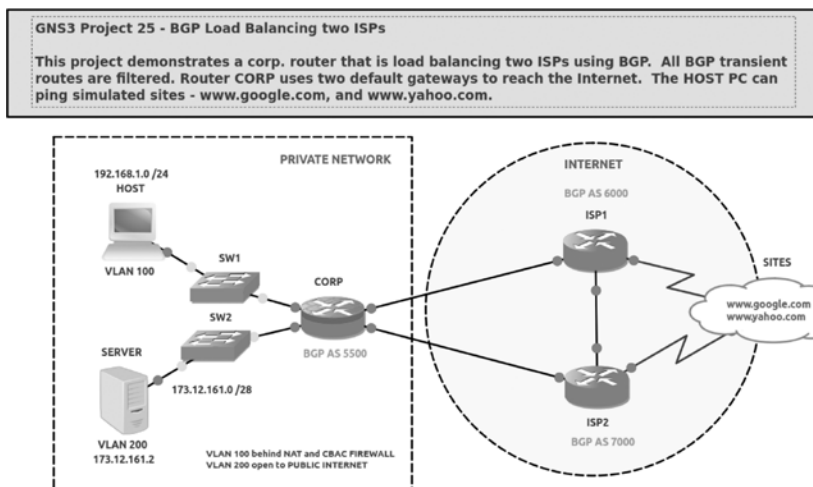 GNS3 Project 25 - BGP Load Balancing two ISPs
This project demonstrates a corp. router that is load balancing two ISPs using BGP. All BGP transient
routes are filtered. Router CORP uses two default gateways to reach the Internet. The HOST PC can
ping simulated sites - www.google.com, and www.yahoo.com.
PRIVATE NETWORK
INTERNET
192.168.1.0 /24
HOST
VLAN 100
SW1
CORP
BGP AS 5500
SW2
SERVER
173.12.161.0 /28
VLAN 200
173.12.161.2
VLAN 100 behind NAT and CBAC FIREWALL
VLAN 200 open to PUBLIC INTERNET
BGP AS 6000
ISP1
SITES
www.google.com
www.yahoo.com
ISP2
BGP AS 7000